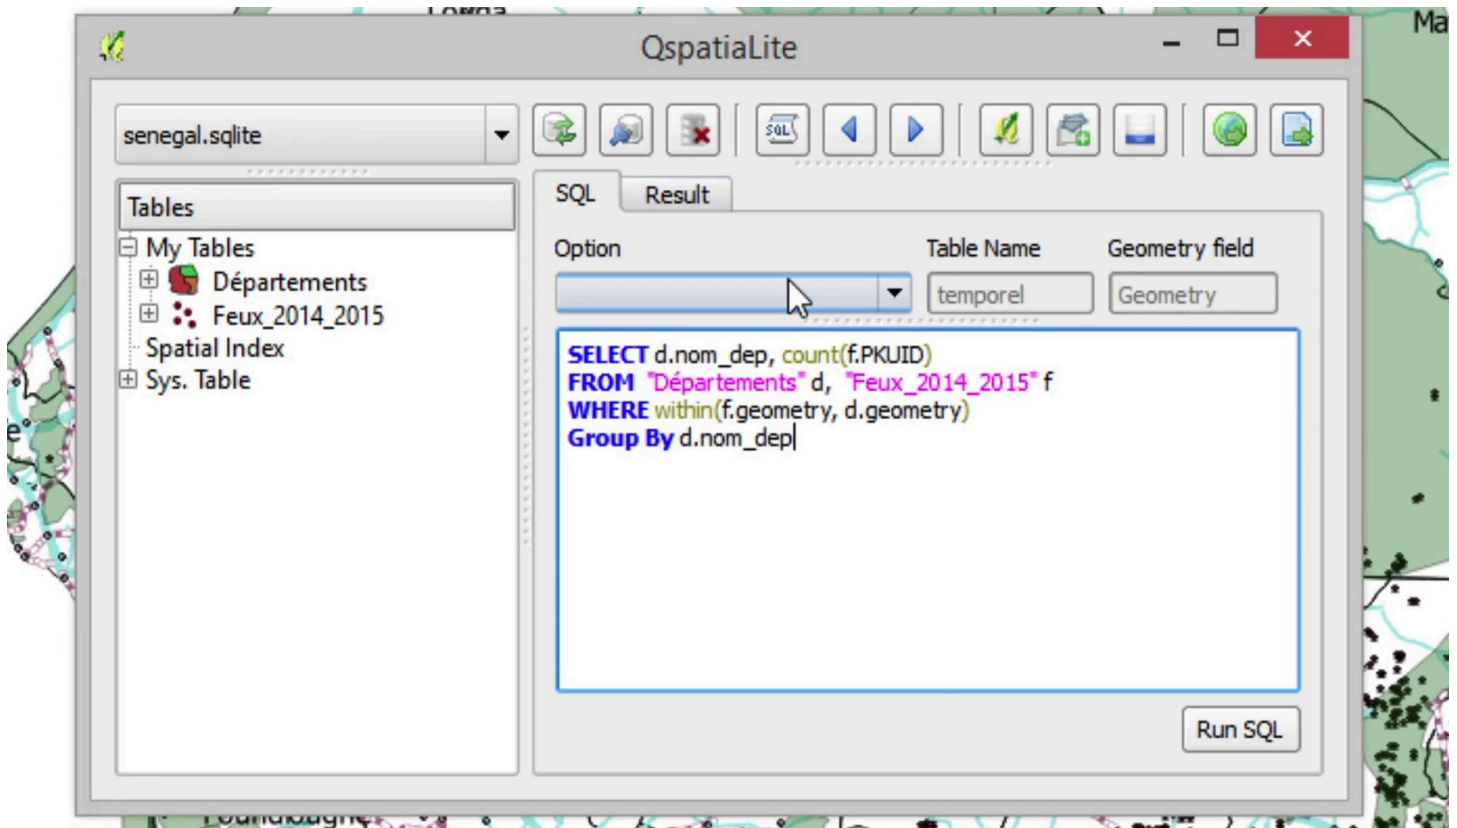 Louga
Ma
QspatiaLite
senegal.sqlite
SQL
SQL
Result
Tables
My Tables
Départements
Feux_2014_2015
Spatial Index
Sys. Table
Option
Table Name
Geometry field
temporel
Geometry
SELECT d.nom_dep, count(f.PKUID)
FROM "Départements" d, "Feux_2014_2015" f
WHERE within(f.geometry, d.geometry)
Group By d.nom_dep
Run SQL